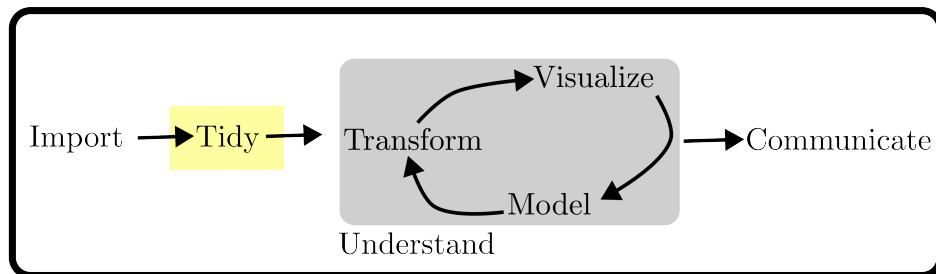 Import
Tidy
Transform
Visualize
Model
Understand
Communicate